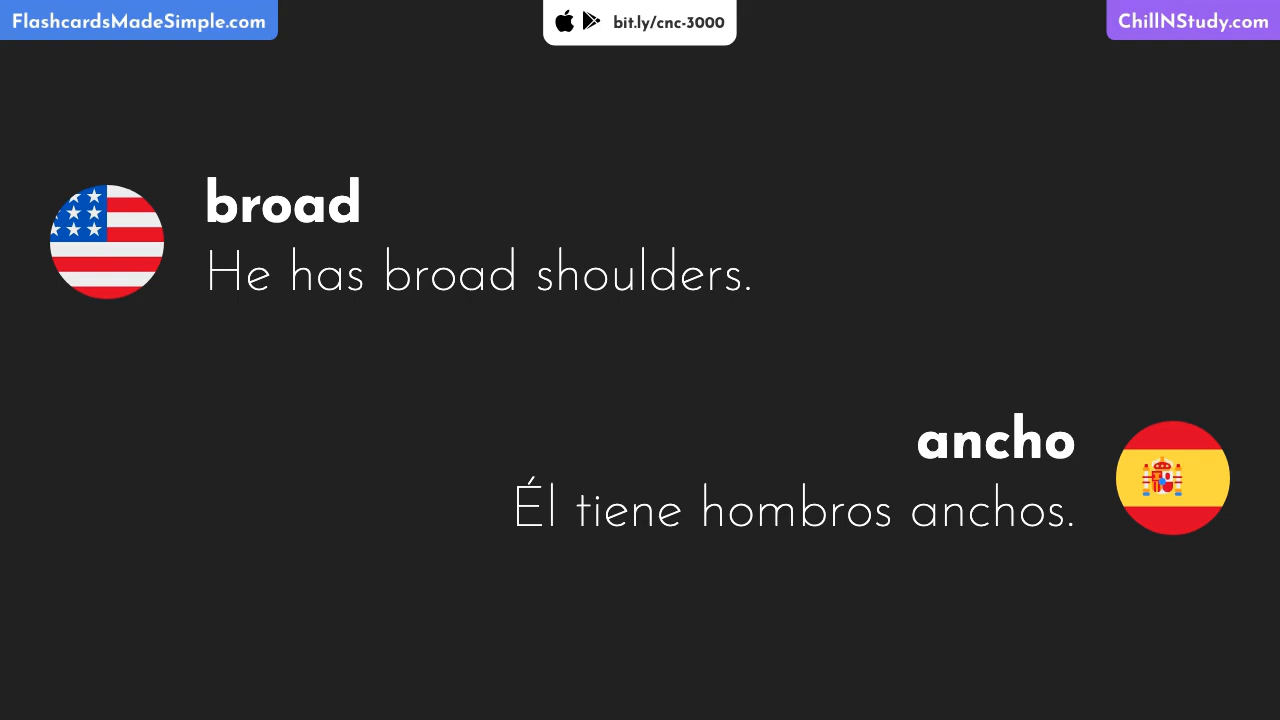 FlashcardsMadeSimple.com
bit.ly/cnc-3000
ChillNStudy.com
broad
He has broad shoulders.
ancho
Él tiene hombros anchos.